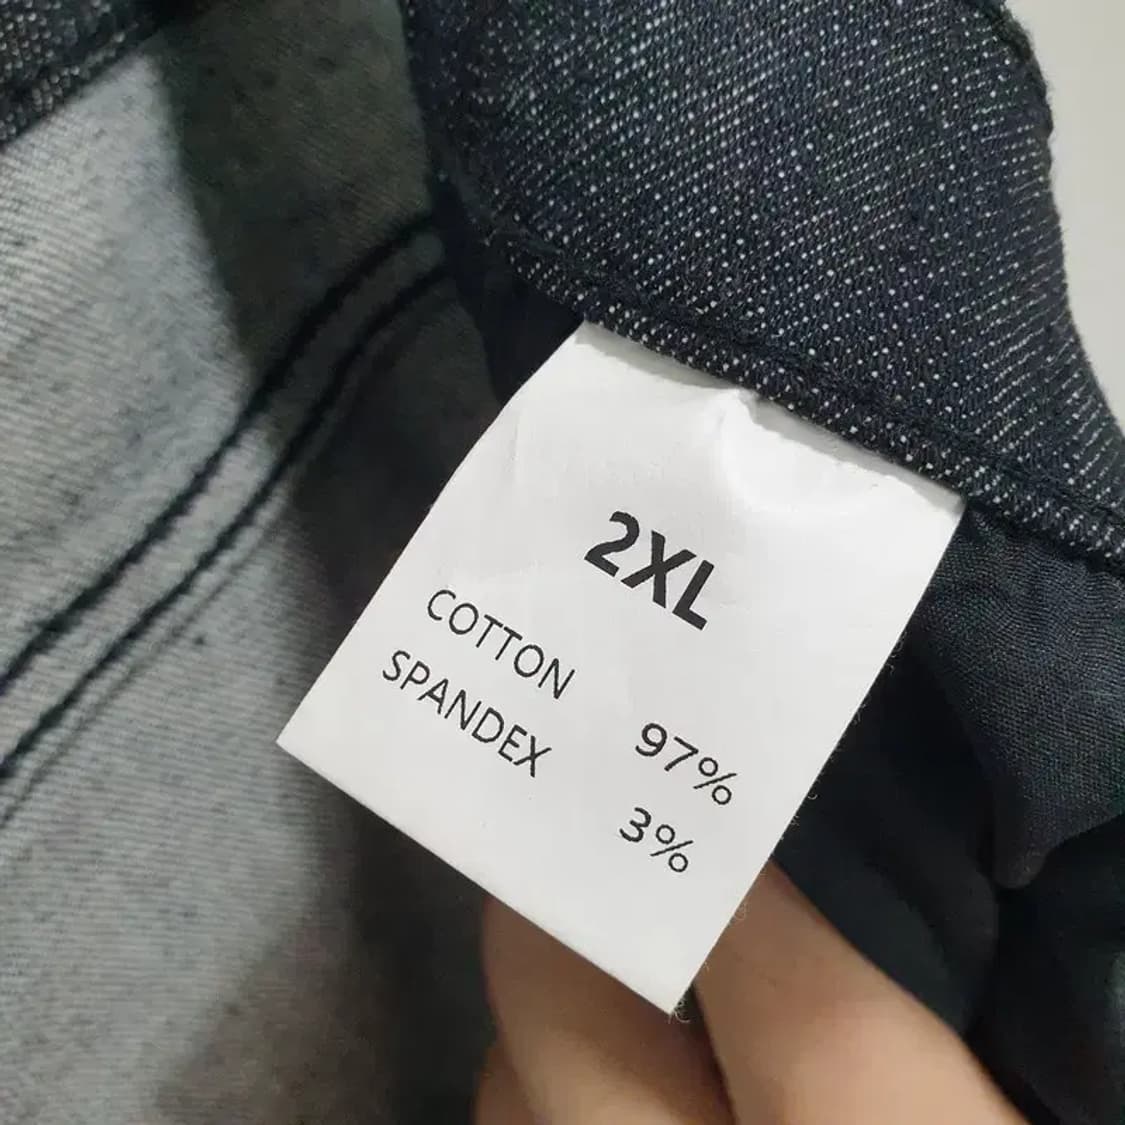 2XL
COTTON 97%
SPANDEX 3%